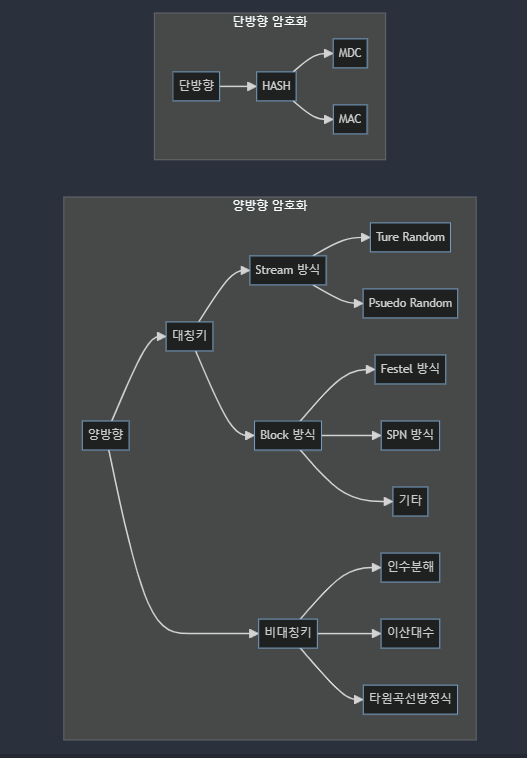 단방향 암호화
단방향
HASH
MDC
MAC
양방향 암호화
양방향
대칭키
Stream 방식
Ture Random
Psuedo Random
Block 방식
Festel 방식
SPN 방식
기타
비대칭키
인수분해
이산대수
타원곡선방정식